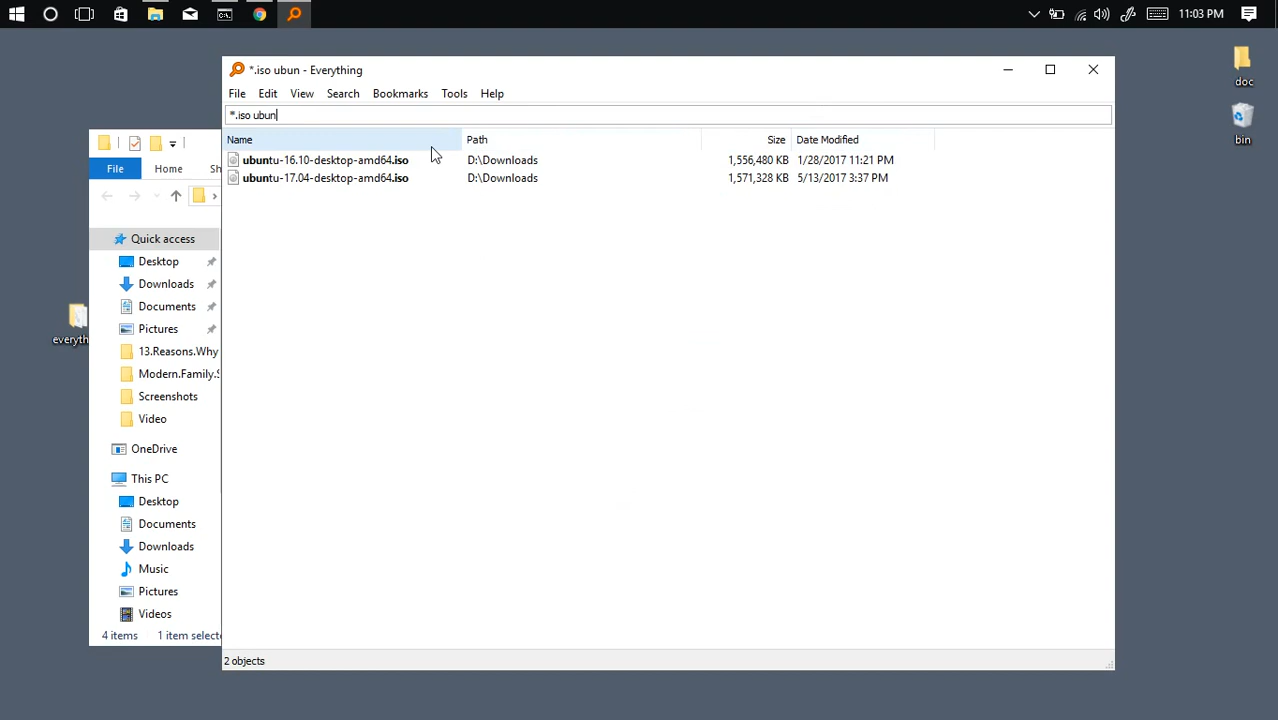 11:03 PM
doc
bin
everyth
*.iso ubun - Everything
File Edit View Search Bookmarks Tools Help
*.iso ubun
Name Path Size Date Modified
ubuntu-16.10-desktop-amd64.iso D:\Downloads 1,556,480 KB 1/28/2017 11:21 PM
ubuntu-17.04-desktop-amd64.iso D:\Downloads 1,571,328 KB 5/13/2017 3:37 PM
2 objects
File Home Sh
Quick access
Desktop
Downloads
Documents
Pictures
13.Reasons.Why
Modern.Family.S
Screenshots
Video
OneDrive
This PC
Desktop
Documents
Downloads
Music
Pictures
Videos
4 items 1 item selecte